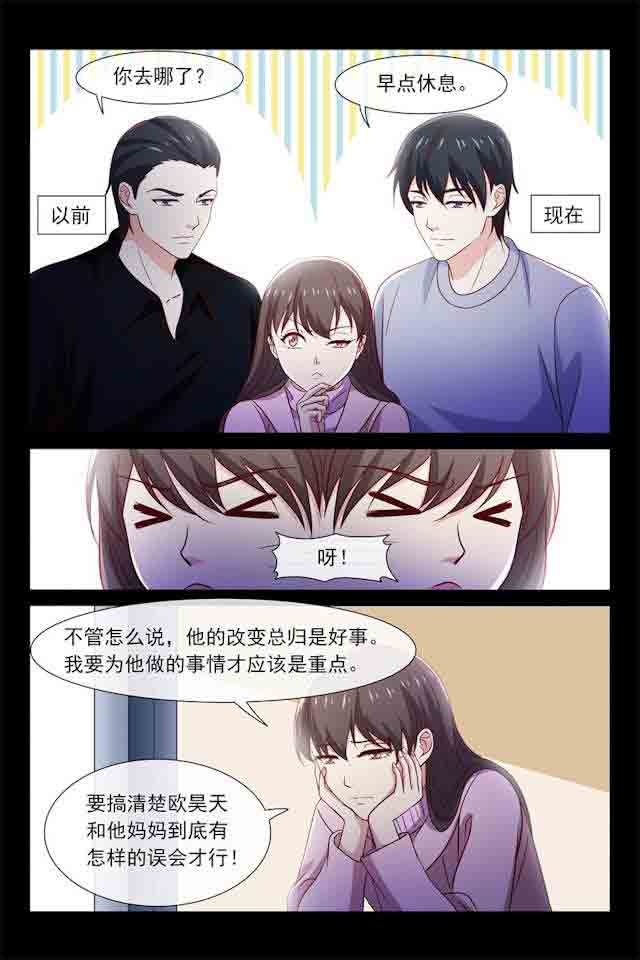 你去哪了？
早点休息。
以前
现在
呀！
不管怎么说，他的改变总归是好事。
我要为他做的事情才应该是重点。
要搞清楚欧昊天
和他妈妈到底有
怎样的误会才行！